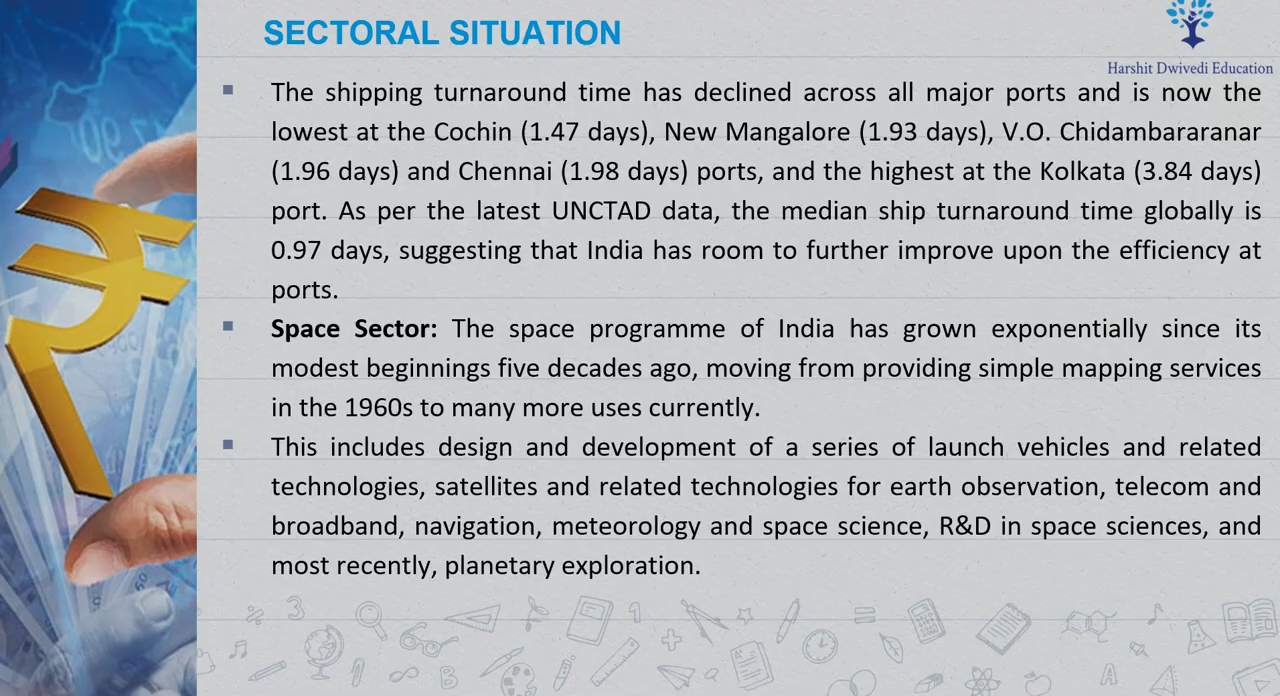 SECTORAL SITUATION
Harshit Dwivedi Education
▪ The shipping turnaround time has declined across all major ports and is now the
lowest at the Cochin (1.47 days), New Mangalore (1.93 days), V.O. Chidambararanar
(1.96 days) and Chennai (1.98 days) ports, and the highest at the Kolkata (3.84 days)
port. As per the latest UNCTAD data, the median ship turnaround time globally is
0.97 days, suggesting that India has room to further improve upon the efficiency at
ports.
▪ Space Sector: The space programme of India has grown exponentially since its
modest beginnings five decades ago, moving from providing simple mapping services
in the 1960s to many more uses currently.
▪ This includes design and development of a series of launch vehicles and related
technologies, satellites and related technologies for earth observation, telecom and
broadband, navigation, meteorology and space science, R&D in space sciences, and
most recently, planetary exploration.